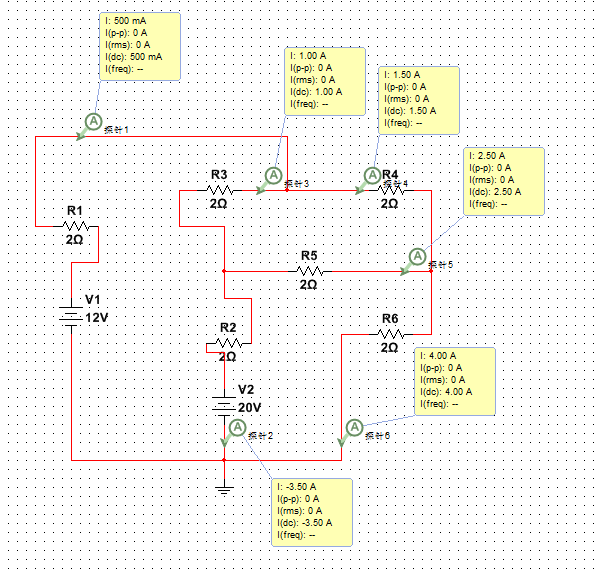 I: 500 mA
I(p-p): 0 A
I(rms): 0 A
I(dc): 500 mA
I(freq): --
A
探针1
I: 1.00 A
I(p-p): 0 A
I(rms): 0 A
I(dc): 1.00 A
I(freq): --
A
探针3
I: 1.50 A
I(p-p): 0 A
I(rms): 0 A
I(dc): 1.50 A
I(freq): --
A
探针4
I: 2.50 A
I(p-p): 0 A
I(rms): 0 A
I(dc): 2.50 A
I(freq): --
A
探针5
R3
2Ω
R4
2Ω
R1
2Ω
R5
2Ω
V1
12V
R2
2Ω
R6
2Ω
V2
20V
I: 4.00 A
I(p-p): 0 A
I(rms): 0 A
I(dc): 4.00 A
I(freq): --
A
探针2
A
探针6
I: -3.50 A
I(p-p): 0 A
I(rms): 0 A
I(dc): -3.50 A
I(freq): --